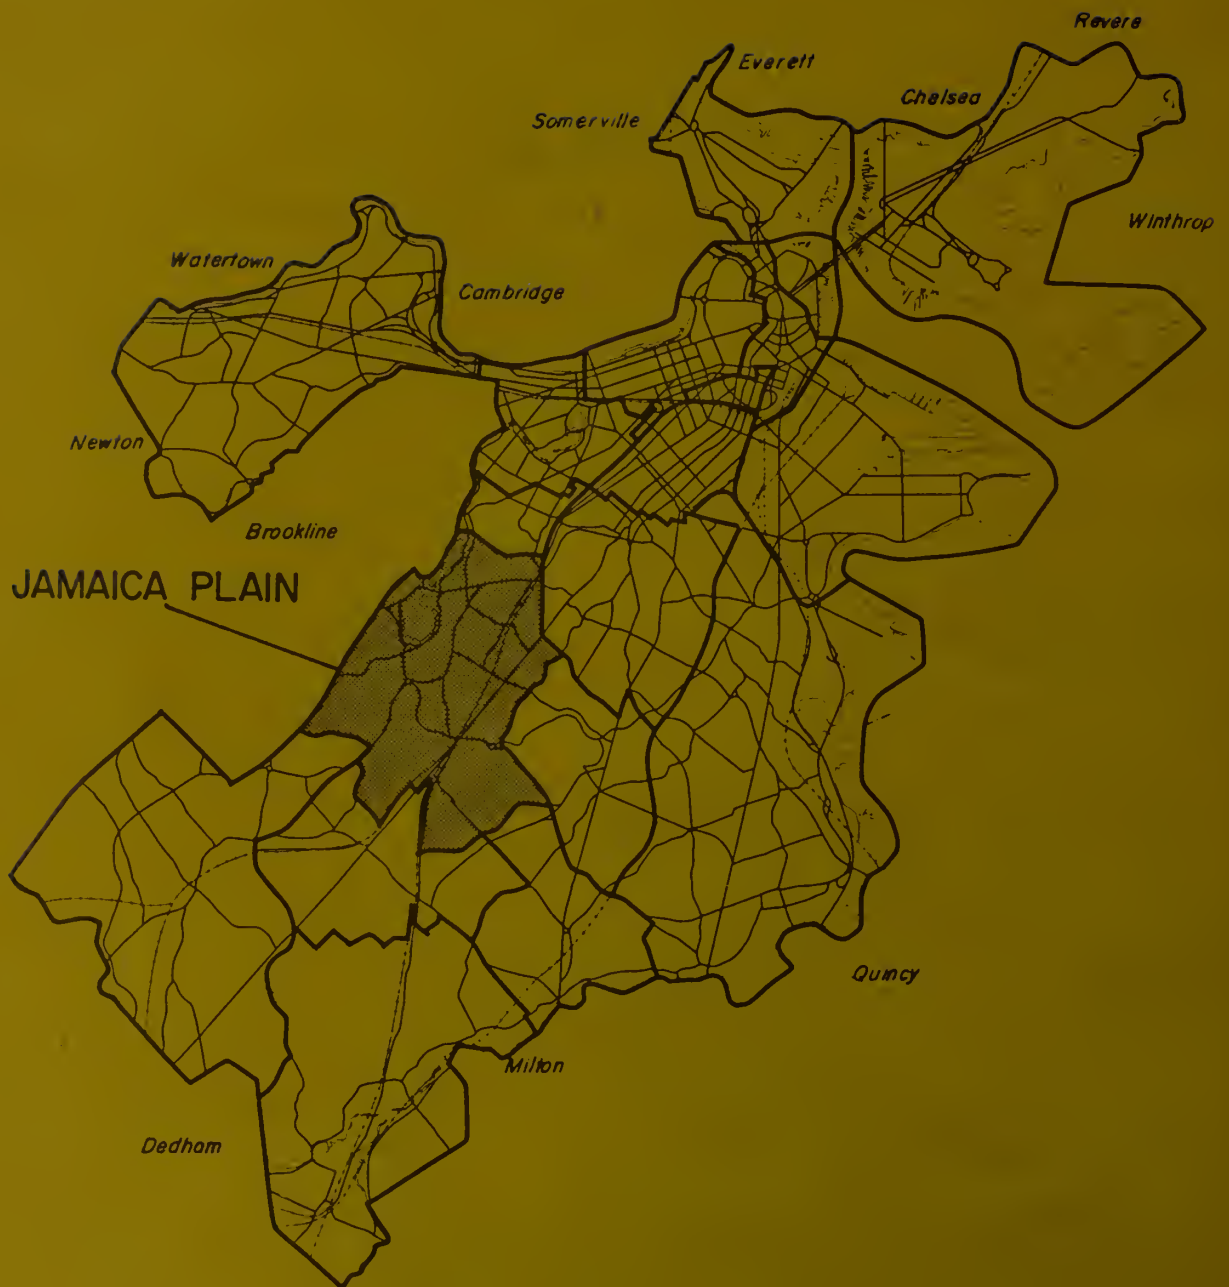 Revere
Everett
Chelsea
Somerville
Winthrop
Watertown
Cambridge
Newton
Brookline
JAMAICA PLAIN
Quincy
Milton
Dedham